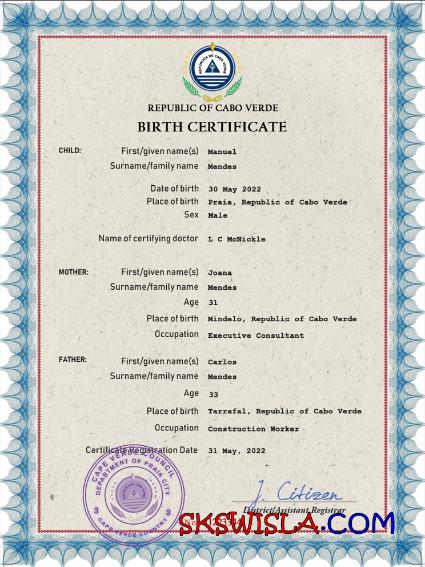 REPUBLIC OF CABO VERDE
BIRTH CERTIFICATE
CHILD: First/given name(s) Manuel
Surname/family name Mendes
Date of birth 30 May 2022
Place of birth Praia, Republic of Cabo Verde
Sex Male
Name of certifying doctor L C McNickle
MOTHER: First/given name(s) Joana
Surname/family name Mendes
Age 31
Place of birth Mindelo, Republic of Cabo Verde
Occupation Executive Consultant
FATHER: First/given name(s) Carlos
Surname/family name Mendes
Age 33
Place of birth Tarrafal, Republic of Cabo Verde
Occupation Construction Worker
Certificate Registration Date 31 May, 2022
CAPE VERDE COUNCIL
DEPARTMENT OF PRAIA CITY
3 3
CAPE VERDE COUNTRY
J. Citizen
District/Assistant Registrar
SKSWISLA.COM